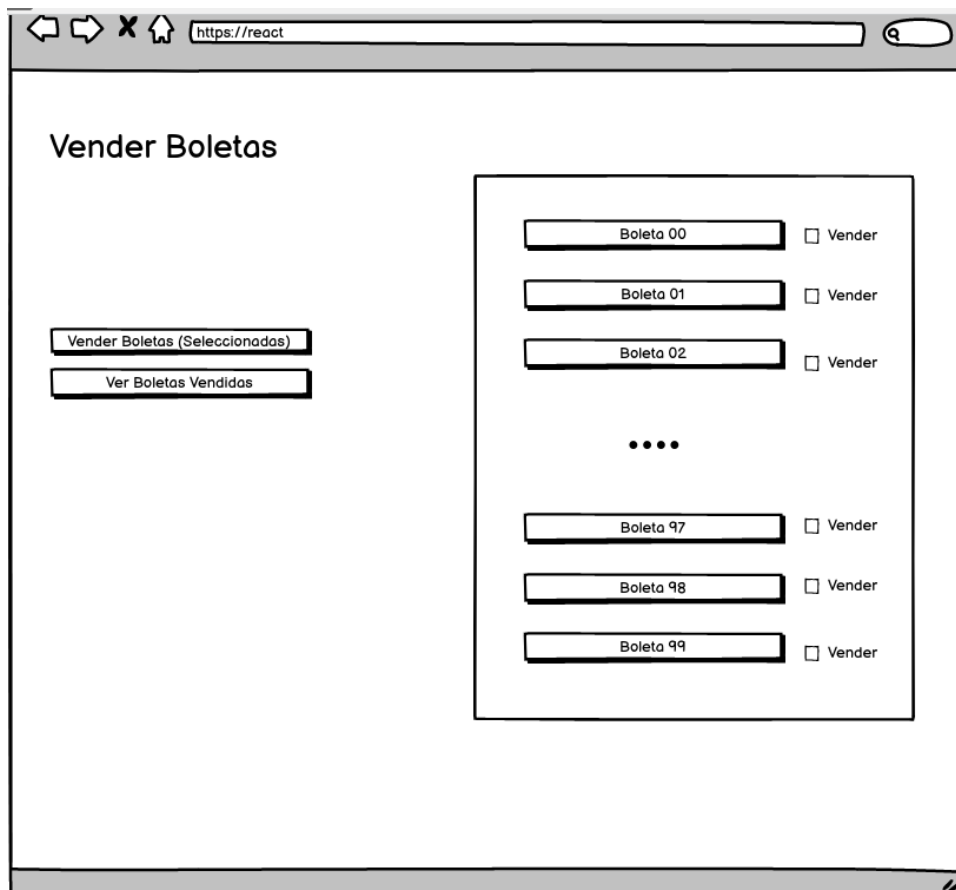 https://react
Vender Boletas
Boleta 00 Vender
Boleta 01 Vender
Boleta 02 Vender
Vender Boletas (Seleccionadas)
Ver Boletas Vendidas
....
Boleta 97 Vender
Boleta 98 Vender
Boleta 99 Vender